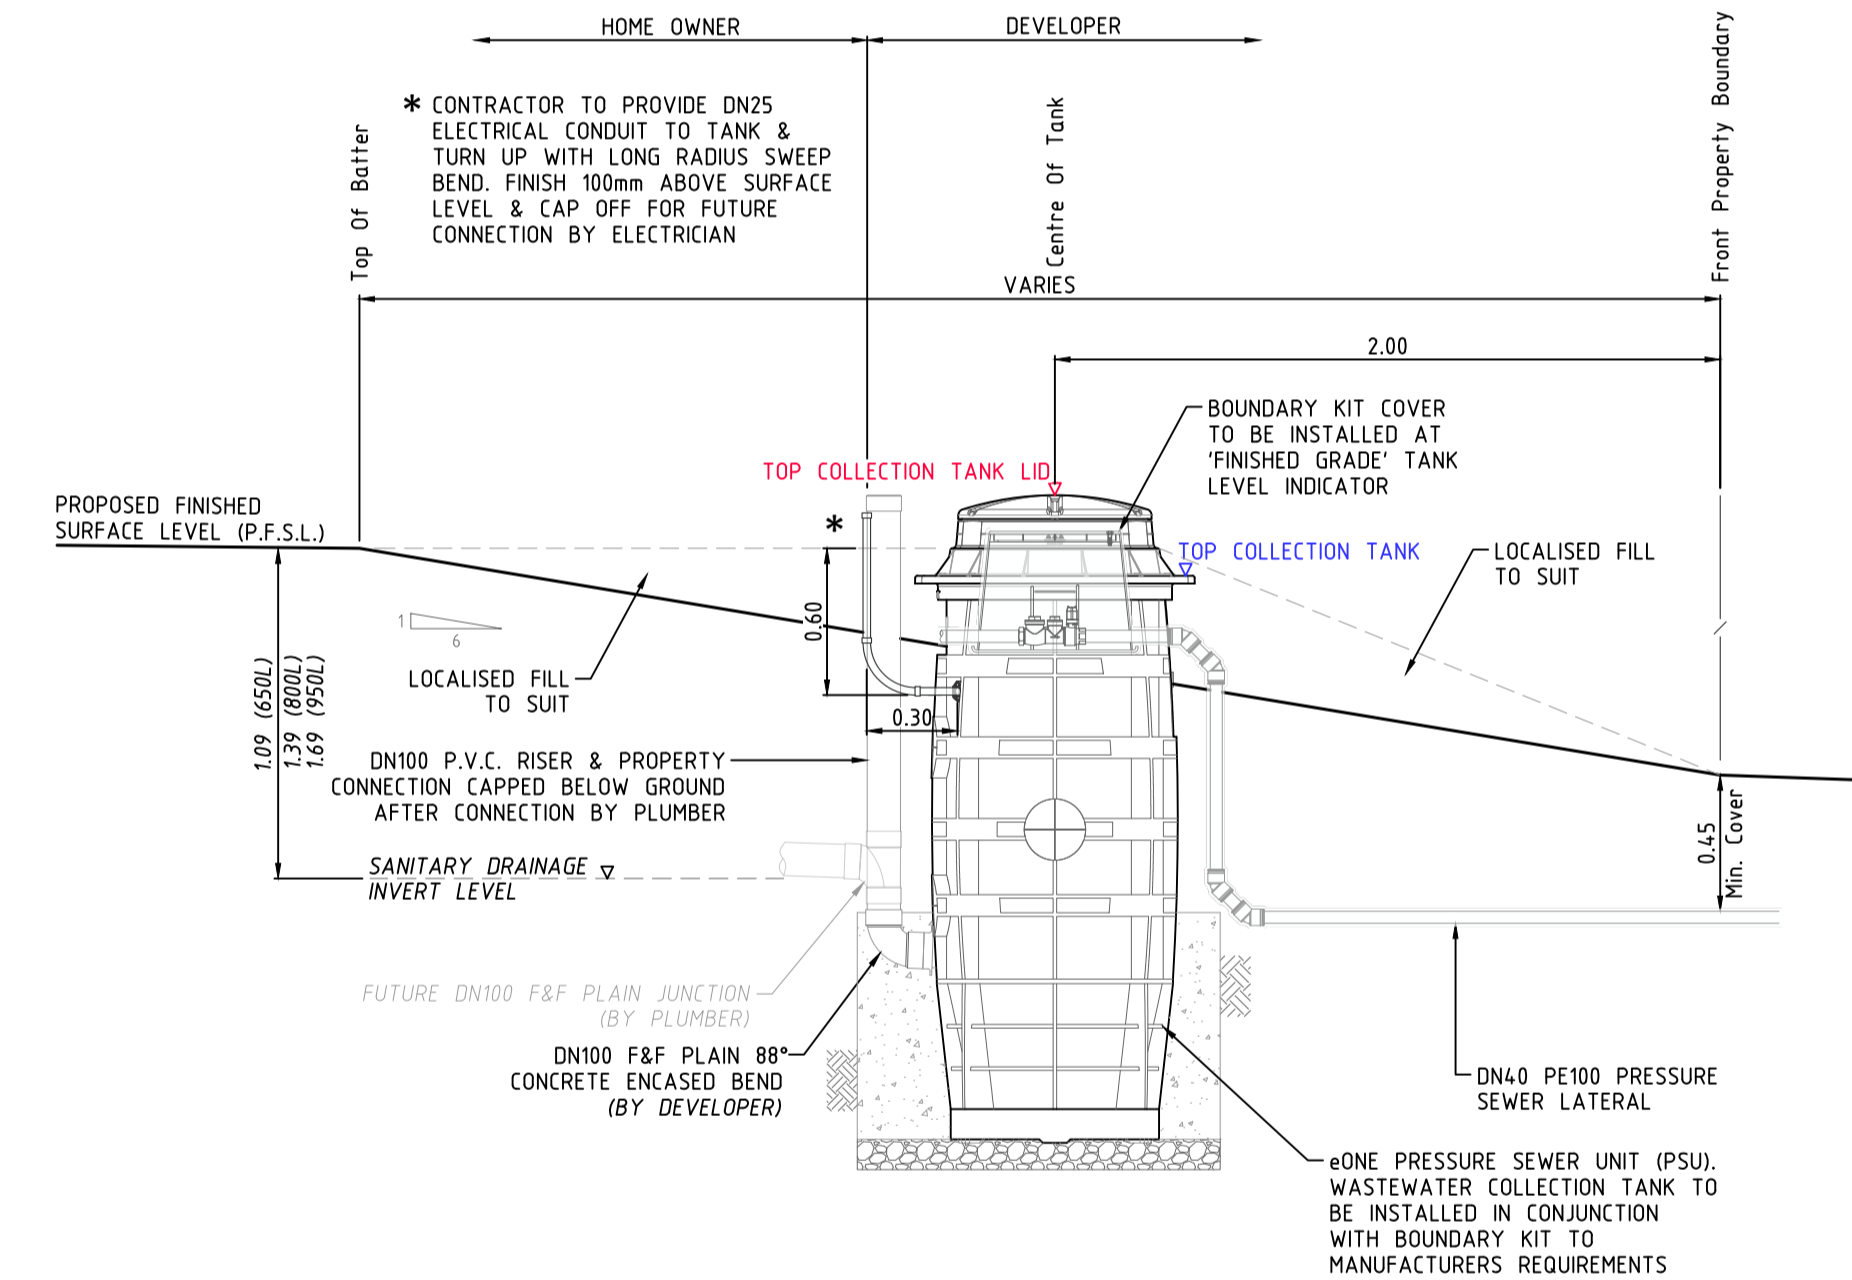 HOME OWNER
DEVELOPER
* CONTRACTOR TO PROVIDE DN25
ELECTRICAL CONDUIT TO TANK &
TURN UP WITH LONG RADIUS SWEEP
BEND. FINISH 100mm ABOVE SURFACE
LEVEL & CAP OFF FOR FUTURE
CONNECTION BY ELECTRICIAN
Top Of Batter
Centre Of Tank
Front Property Boundary
VARIES
2.00
BOUNDARY KIT COVER
TO BE INSTALLED AT
'FINISHED GRADE' TANK
LEVEL INDICATOR
TOP COLLECTION TANK LID
PROPOSED FINISHED
SURFACE LEVEL (P.F.S.L.)
*
TOP COLLECTION TANK
LOCALISED FILL
TO SUIT
0.60
1
6
LOCALISED FILL
TO SUIT
1.09 (650L)
1.39 (800L)
1.69 (950L)
0.30
DN100 P.V.C. RISER & PROPERTY
CONNECTION CAPPED BELOW GROUND
AFTER CONNECTION BY PLUMBER
0.45
Min. Cover
SANITARY DRAINAGE
INVERT LEVEL
FUTURE DN100 F&F PLAIN JUNCTION
(BY PLUMBER)
DN100 F&F PLAIN 88°
CONCRETE ENCASED BEND
(BY DEVELOPER)
DN40 PE100 PRESSURE
SEWER LATERAL
eONE PRESSURE SEWER UNIT (PSU).
WASTEWATER COLLECTION TANK TO
BE INSTALLED IN CONJUNCTION
WITH BOUNDARY KIT TO
MANUFACTURERS REQUIREMENTS